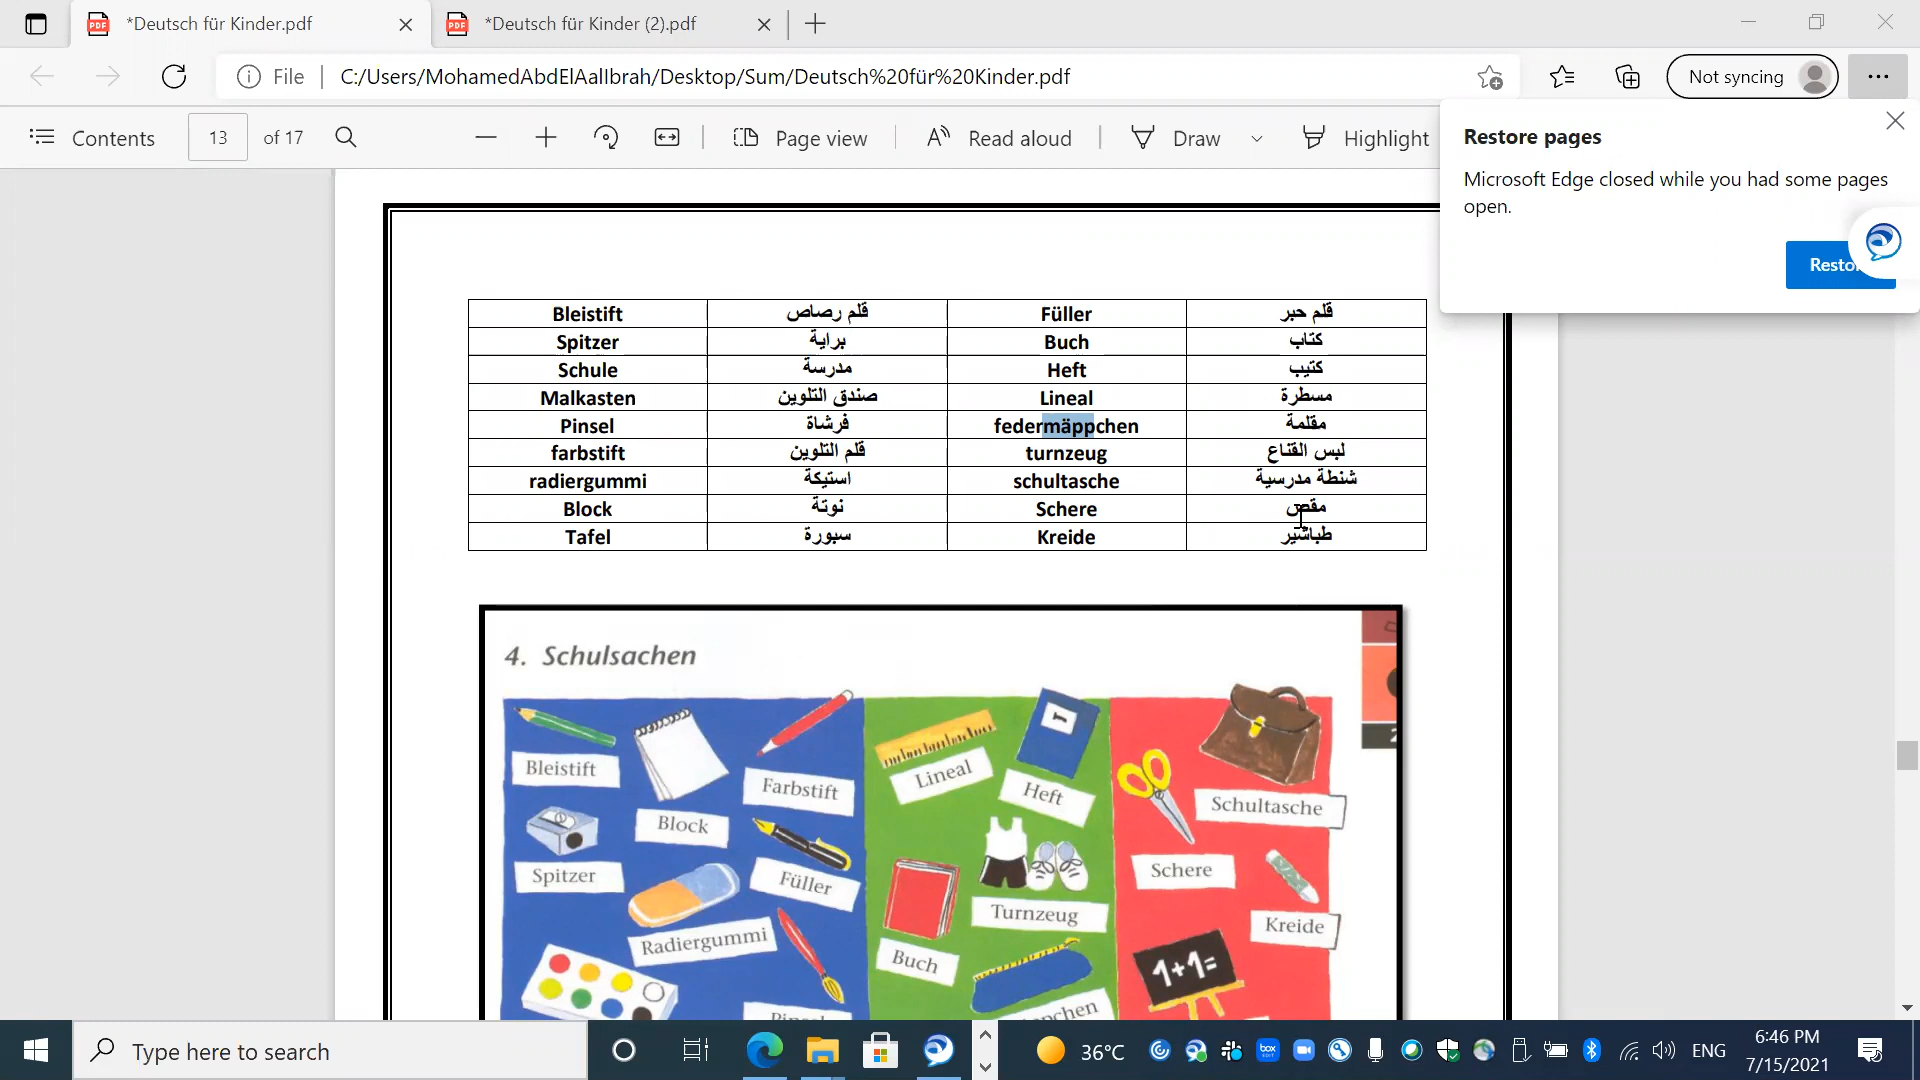 *Deutsch für Kinder.pdf
*Deutsch für Kinder (2).pdf
File
C:/Users/MohamedAbdElAalIbrah/Desktop/Sum/Deutsch%20für%20Kinder.pdf
Not syncing
Contents
13
of 17
Page view
Read aloud
Draw
Highlight
Restore pages
Microsoft Edge closed while you had some pages
open.
Bleistift قلم رصاص Füller قلم حبر
Spitzer براية Buch كتاب
Schule مدرسة Heft كتيب
Malkasten صندق التلوين Lineal مسطرة
Pinsel فرشاة federmäppchen مقلمة
farbstift قلم التلوين turnzeug لبس القناع
radiergummi استيكة schultasche شنطة مدرسية
Block نوتة Schere مقص
Tafel سبورة Kreide طباشير
4. Schulsachen
Bleistift
Block
Farbstift
Spitzer
Füller
Radiergummi
Lineal
Heft
Turnzeug
Buch
Schultasche
Schere
Kreide
1+1=
Type here to search
box
36°C
ENG
6:46 PM
7/15/2021